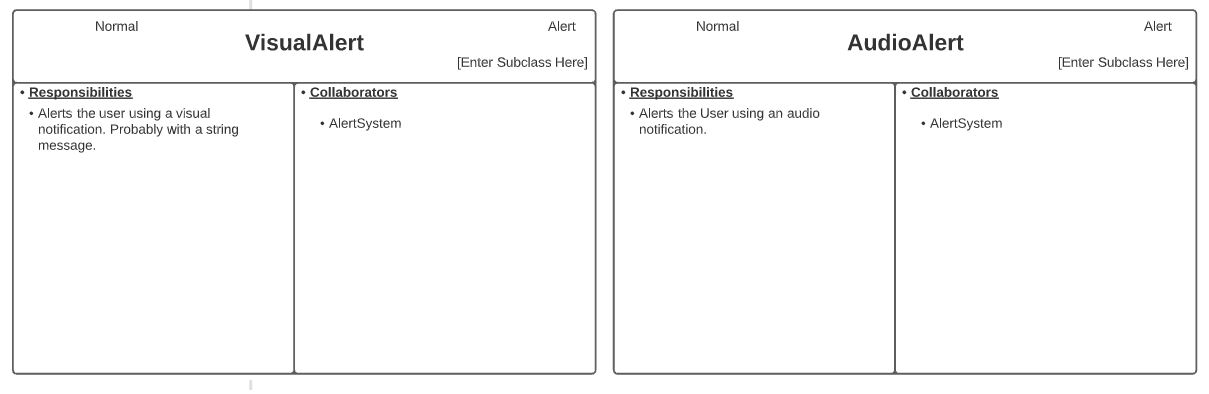 Normal
Alert
VisualAlert
[Enter Subclass Here]
• Responsibilities
• Alerts the user using a visual
notification. Probably with a string
message.
• Collaborators
• AlertSystem
Normal
Alert
AudioAlert
[Enter Subclass Here]
• Responsibilities
• Alerts the User using an audio
notification.
• Collaborators
• AlertSystem